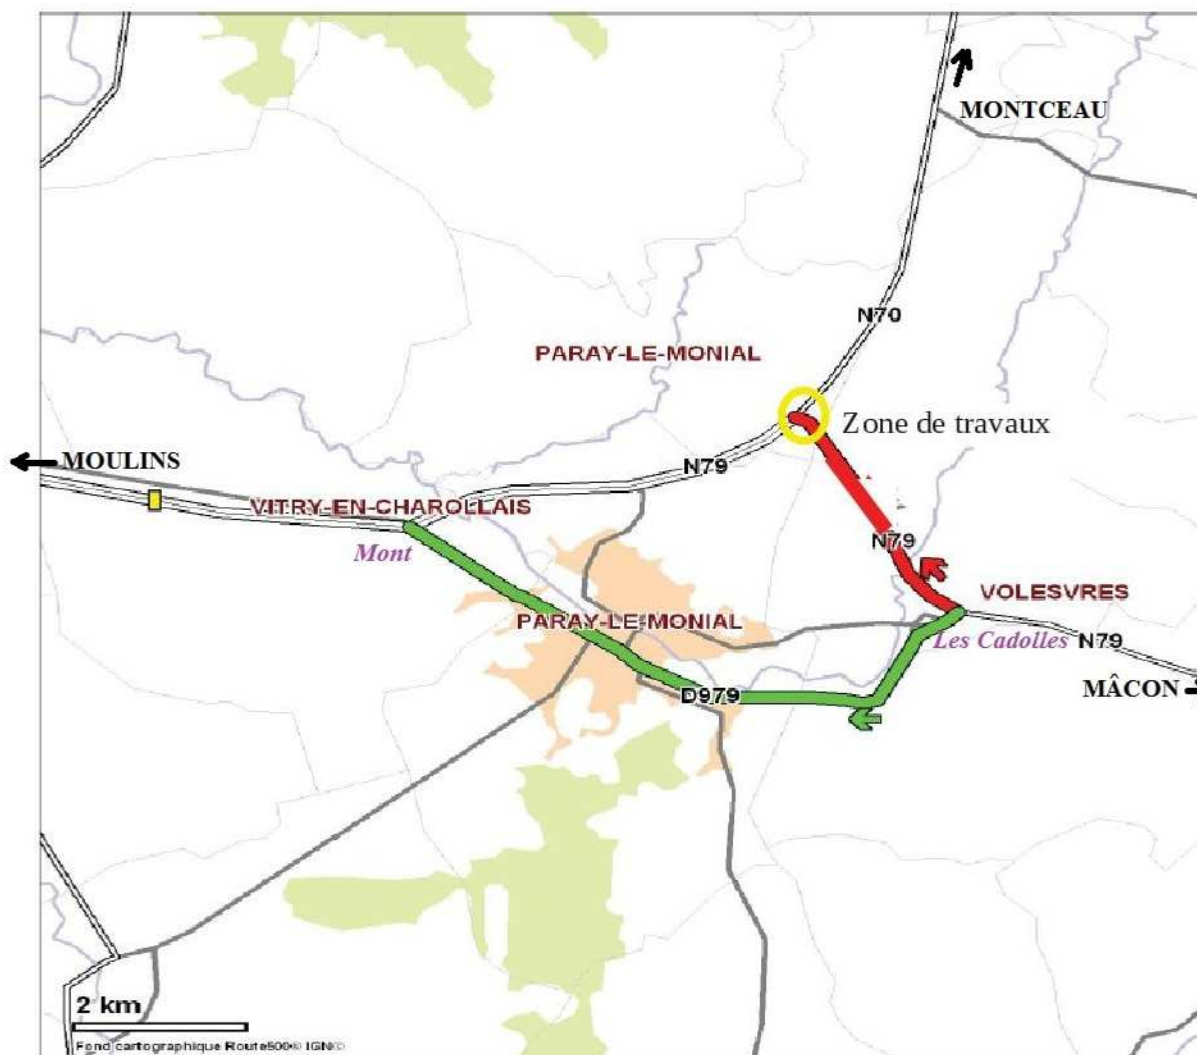 MONTCEAU
N70
PARAY-LE-MONIAL
Zone de travaux
MOULINS
N79
VITRY-EN-CHAROLLAIS
Mont
N79
VOLESVRES
PARAY-LE-MONIAL
Les Cadolles
N79
MÂCON
D979
2 km
Fond cartographique Route500® IGN©